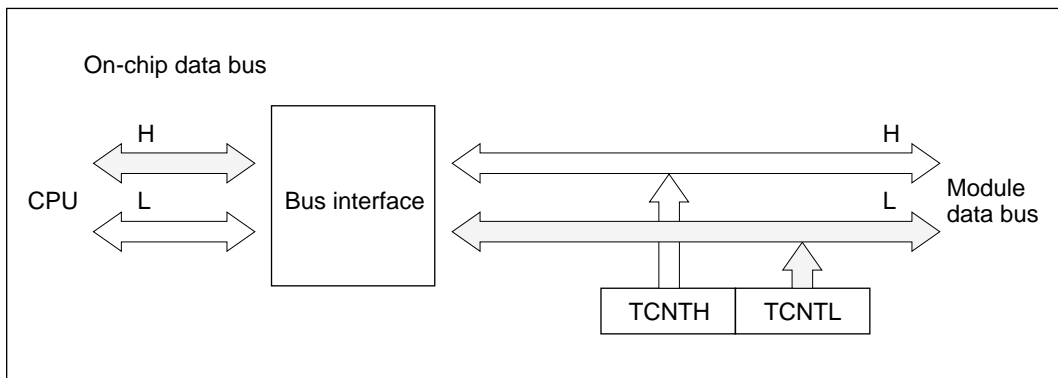 On-chip data bus
H
H
CPU
L
Bus interface
L
Module
data bus
TCNTH
TCNTL